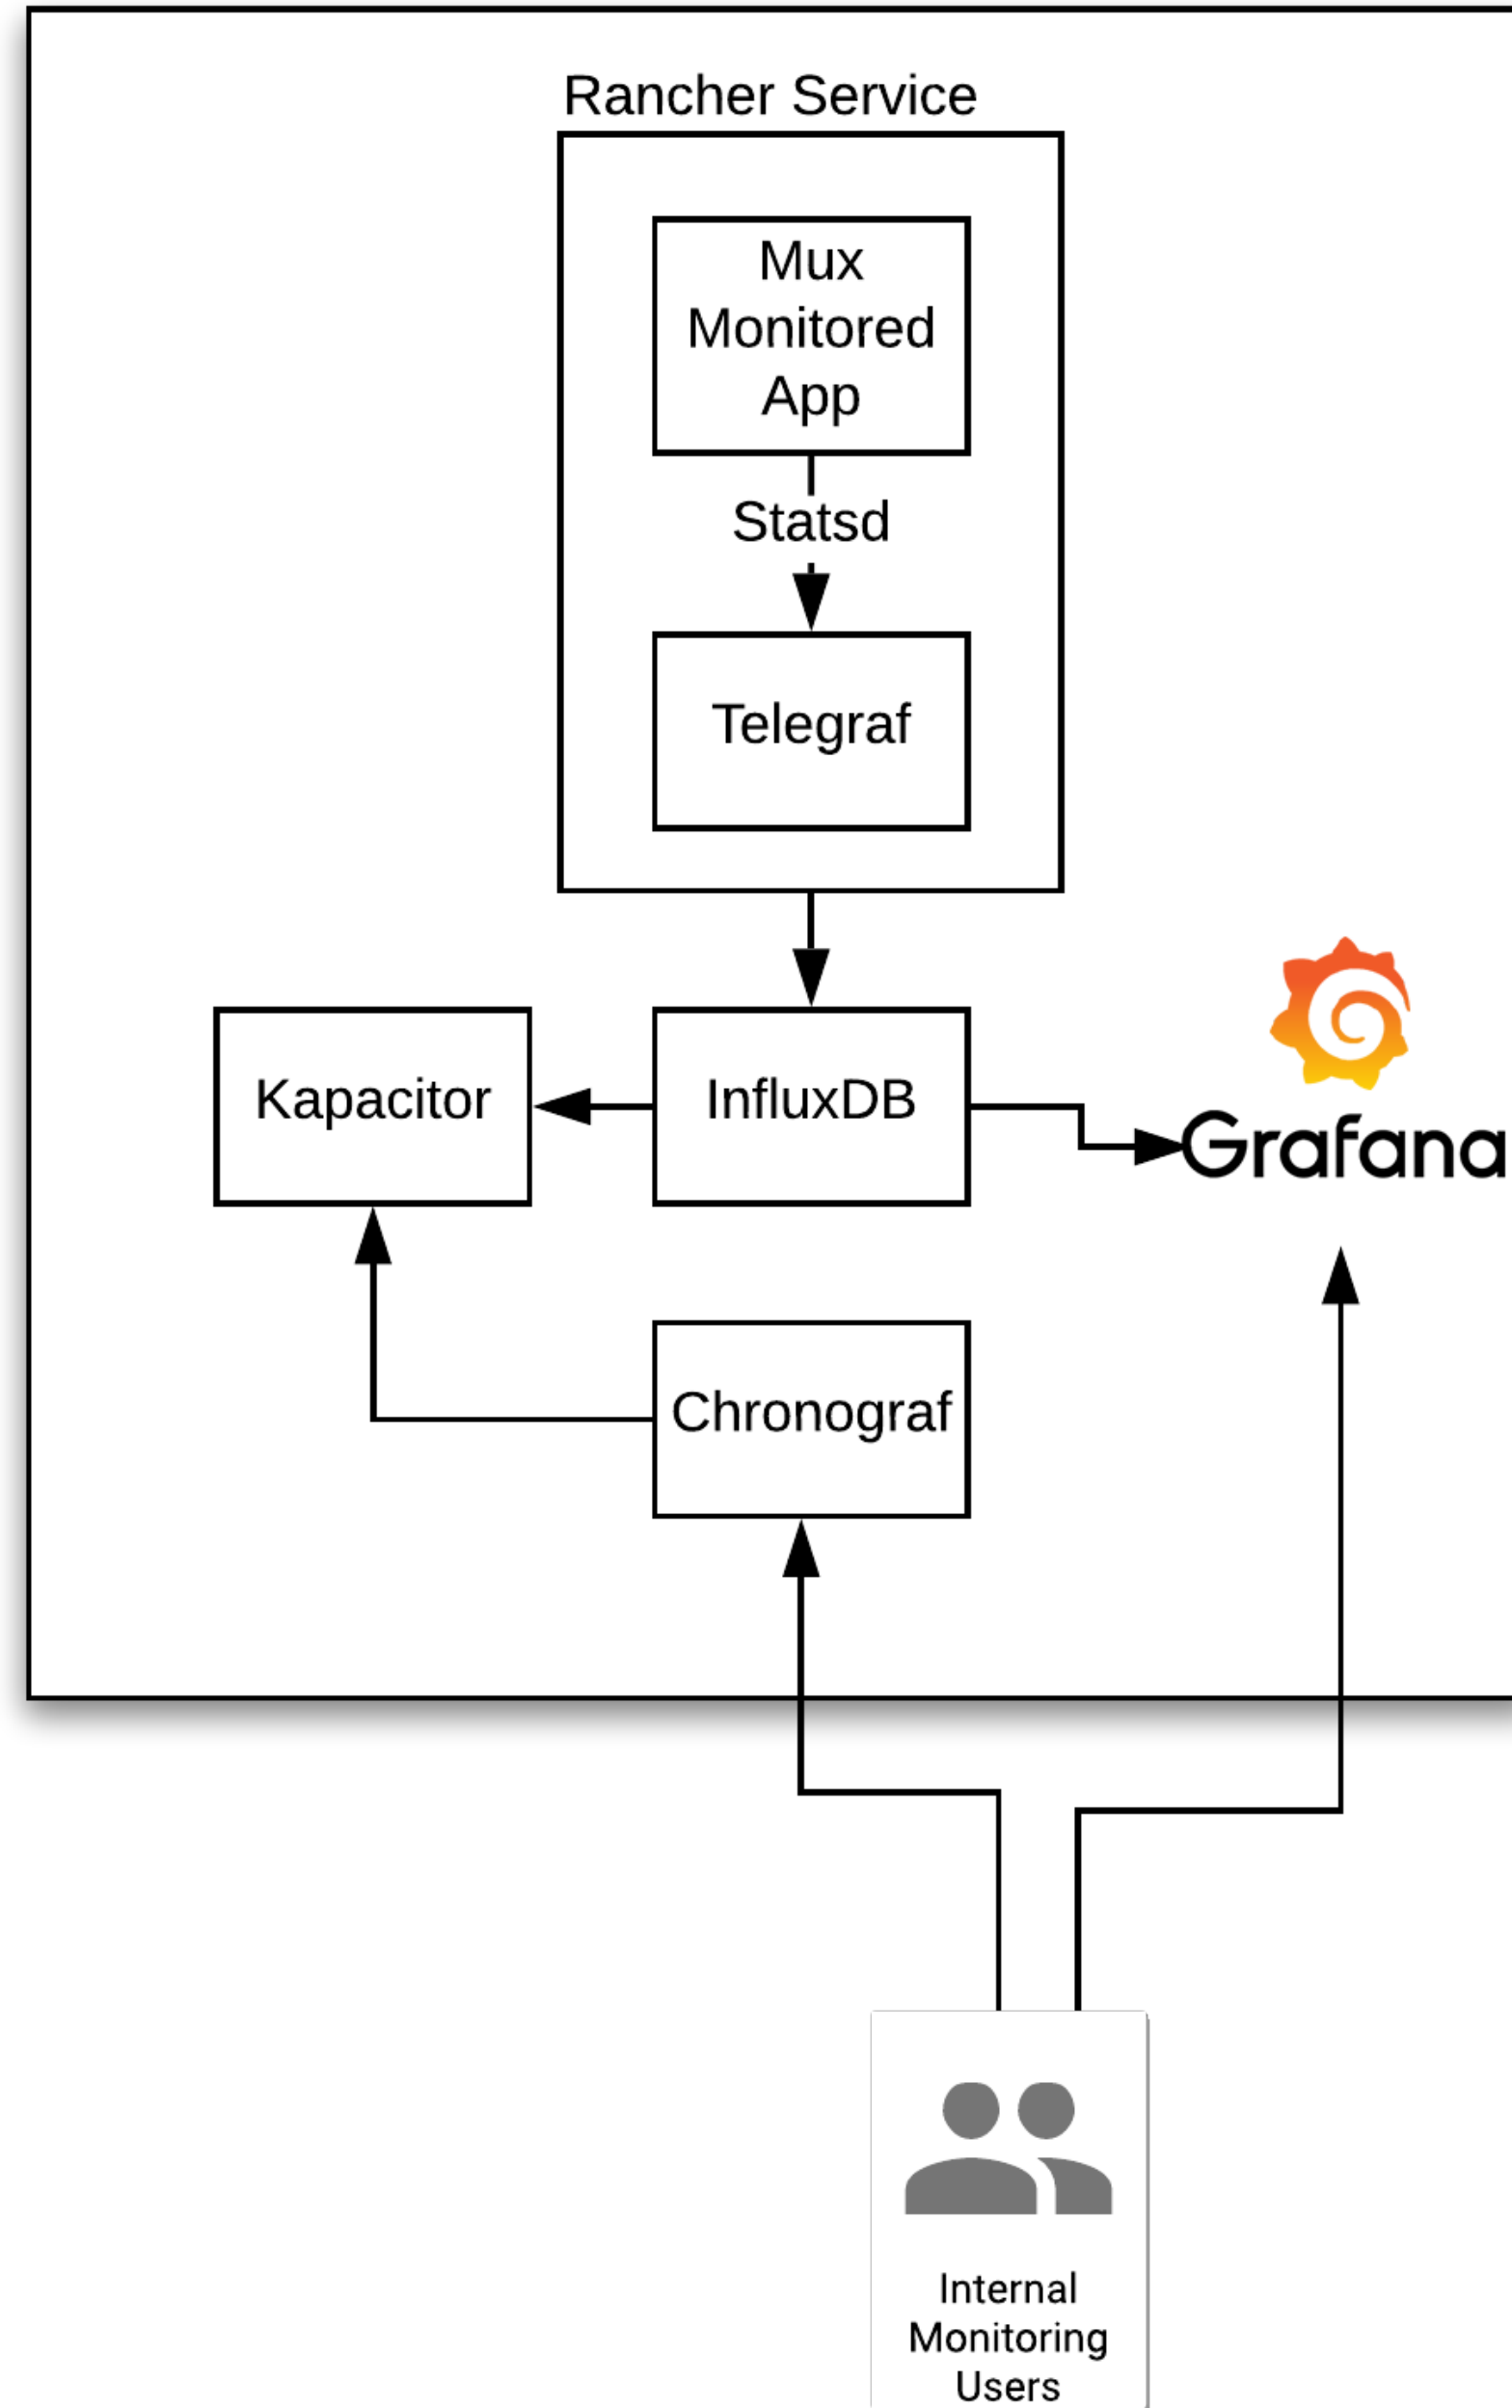 Rancher Service
Mux
Monitored
App
Statsd
Telegraf
Kapacitor
InfluxDB
Grafana
Chronograf
Internal
Monitoring
Users